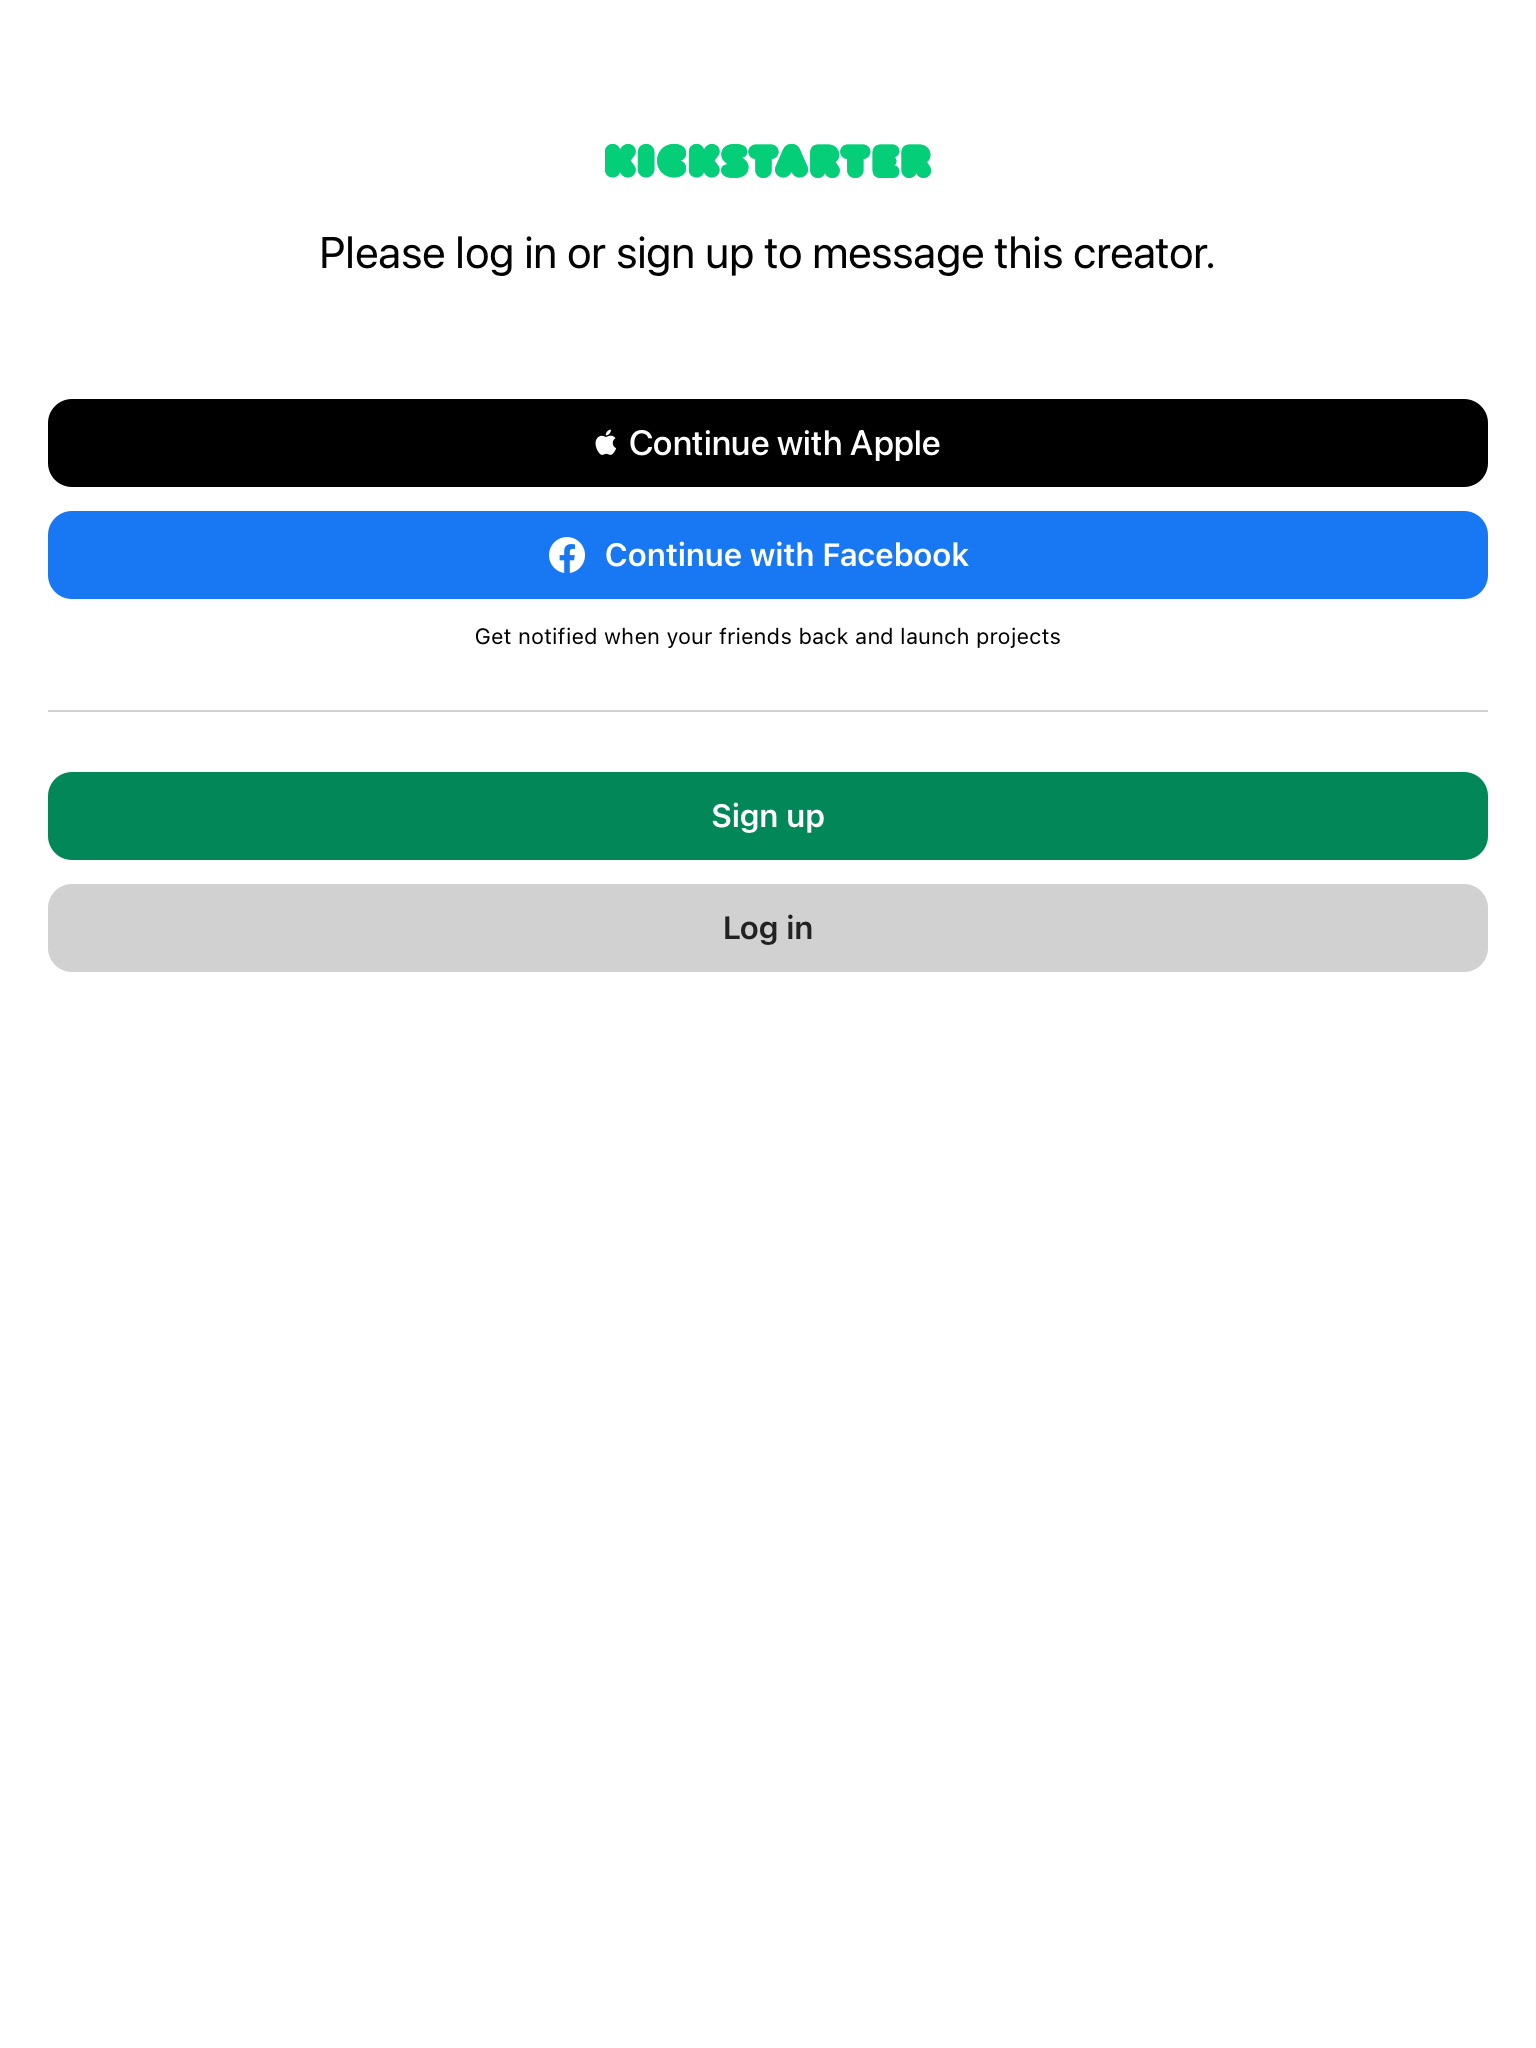 KICKSTARTER
Please log in or sign up to message this creator.
Continue with Apple
Continue with Facebook
Get notified when your friends back and launch projects
Sign up
Log in